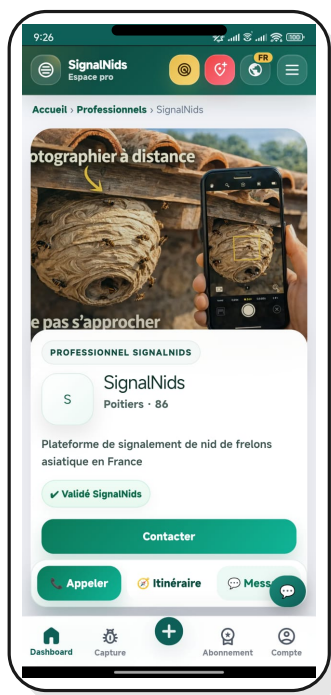 9:26
100
SignalNids
Espace pro
FR
Accueil › Professionnels › SignalNids
otographier à distance
e pas s'approcher
PROFESSIONNEL SIGNALNIDS
S
SignalNids
Poitiers · 86
Plateforme de signalement de nid de frelons
asiatique en France
✔ Validé SignalNids
Contacter
Appeler
Itinéraire
Mess
Dashboard
Capture
Abonnement
Compte